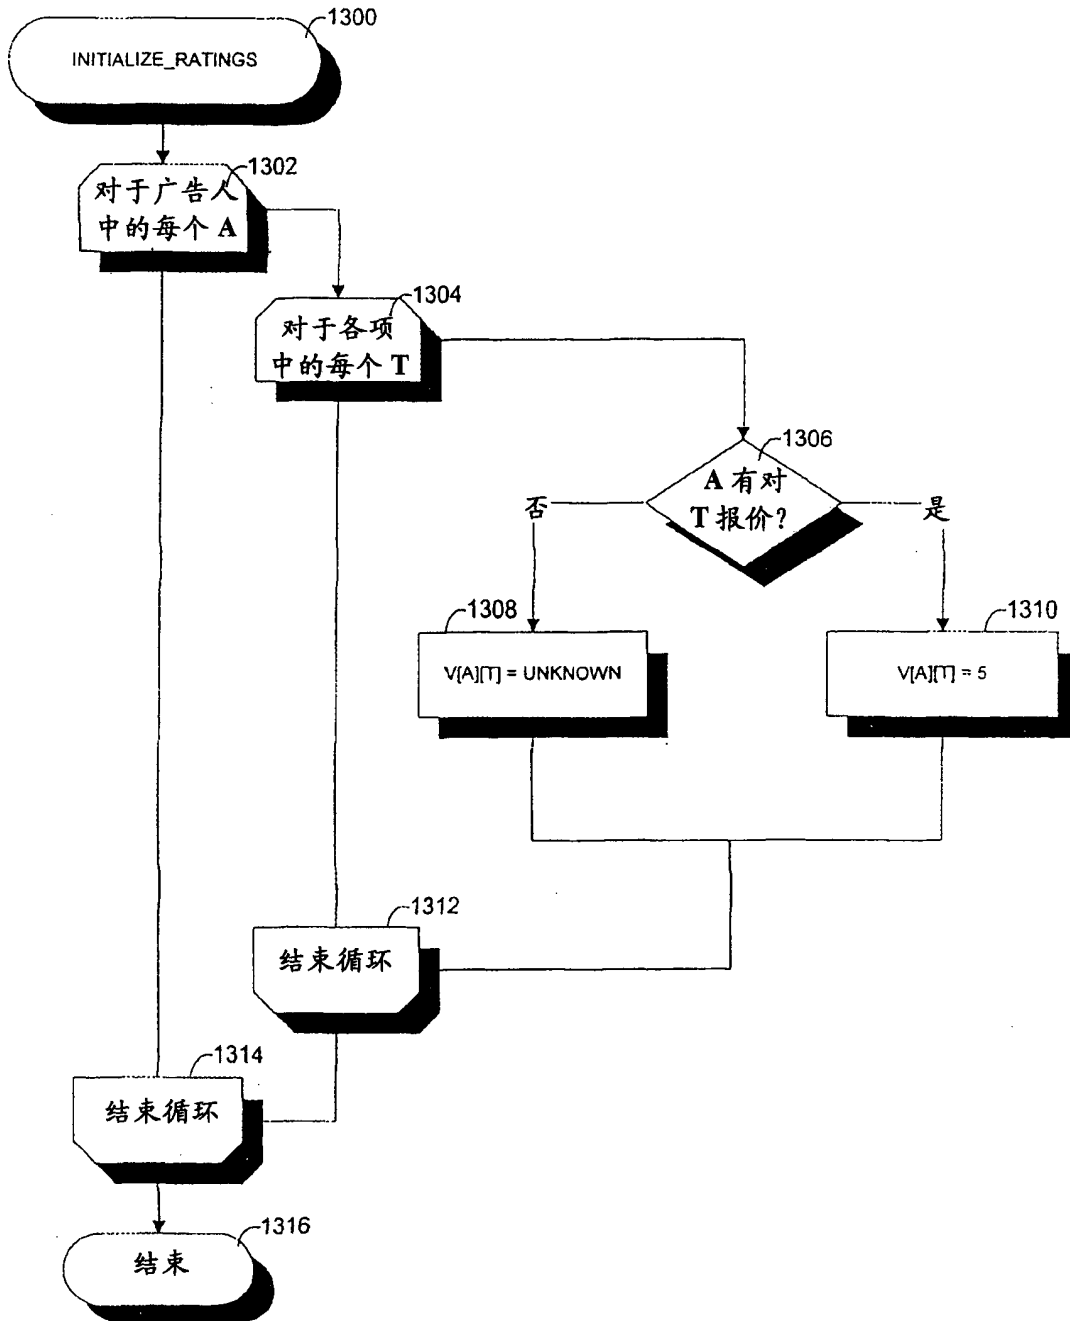 1300
INITIALIZE_RATINGS
1302
对于广告人
中的每个 A
1304
对于各项
中的每个 T
1306
A 有对
T 报价?
否
是
1308
V[A][T] = UNKNOWN
1310
V[A][T] = 5
1312
结束循环
1314
结束循环
1316
结束